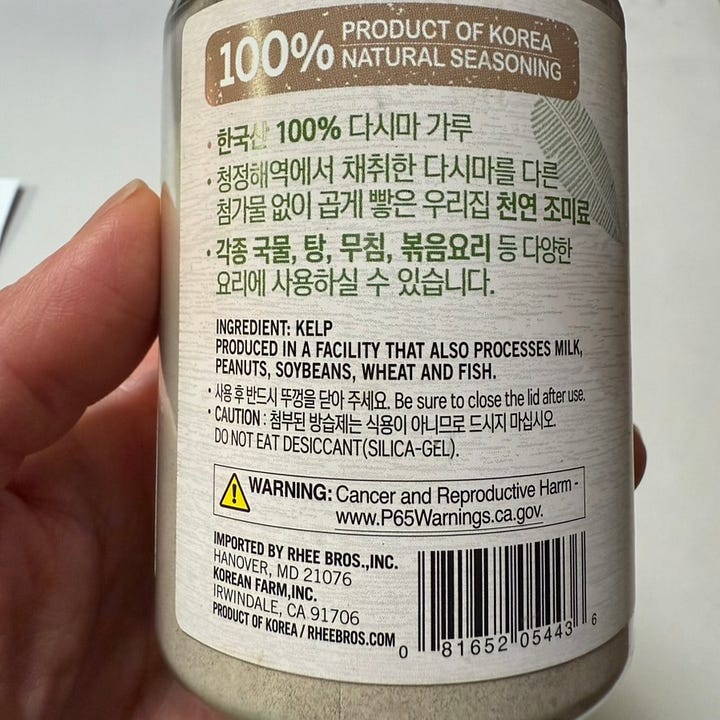 100% PRODUCT OF KOREA
NATURAL SEASONING
• 한국산 100% 다시마 가루
• 청정해역에서 채취한 다시마를 다른
첨가물 없이 곱게 빻은 우리집 천연 조미료
• 각종 국물, 탕, 무침, 볶음요리 등 다양한
요리에 사용하실 수 있습니다.
INGREDIENT: KELP
PRODUCED IN A FACILITY THAT ALSO PROCESSES MILK,
PEANUTS, SOYBEANS, WHEAT AND FISH.
• 사용 후 반드시 뚜껑을 닫아 주세요. Be sure to close the lid after use.
• CAUTION : 첨부된 방습제는 식용이 아니므로 드시지 마십시오.
DO NOT EAT DESICCANT(SILICA-GEL).
WARNING: Cancer and Reproductive Harm -
www.P65Warnings.ca.gov.
IMPORTED BY RHEE BROS.,INC.
HANOVER, MD 21076
KOREAN FARM,INC.
IRWINDALE, CA 91706
PRODUCT OF KOREA / RHEEBROS.COM
0 81652 05443 6